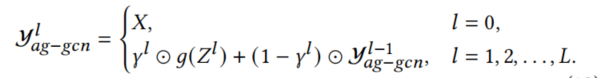 𝓨^l_{ag-gcn} = { X, l = 0,
γ^l ⊙ g(Z^l) + (1 − γ^l) ⊙ 𝓨^{l−1}_{ag-gcn}, l = 1, 2, . . . , L.